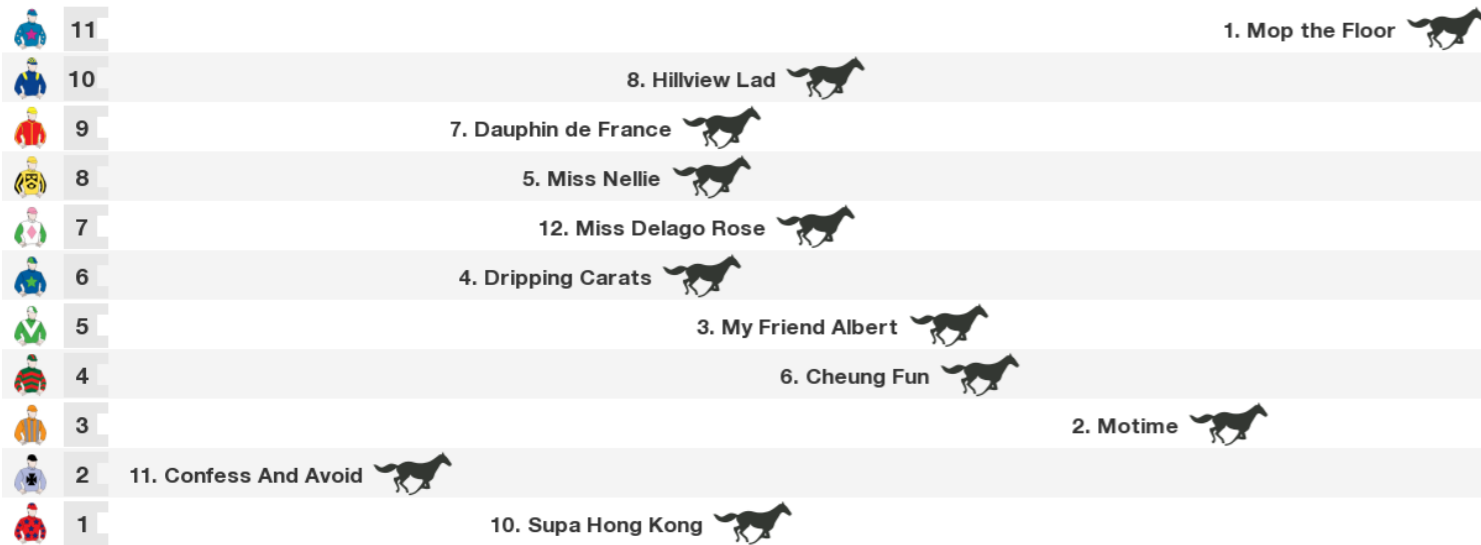 11 1. Mop the Floor
10 8. Hillview Lad
9 7. Dauphin de France
8 5. Miss Nellie
7 12. Miss Delago Rose
6 4. Dripping Carats
5 3. My Friend Albert
4 6. Cheung Fun
3 2. Motime
2 11. Confess And Avoid
1 10. Supa Hong Kong